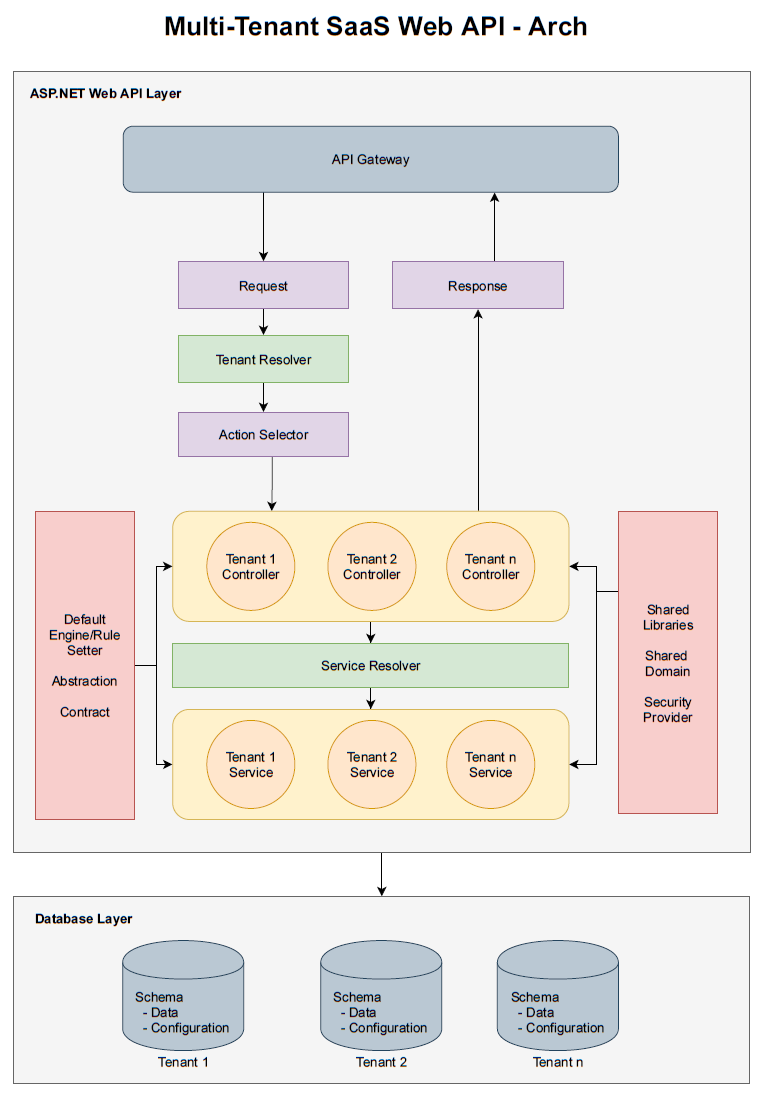 Multi-Tenant SaaS Web API - Arch
ASP.NET Web API Layer
API Gateway
Request
Response
Tenant Resolver
Action Selector
Default
Engine/Rule
Setter
Abstraction
Contract
Tenant 1
Controller
Tenant 2
Controller
Tenant n
Controller
Service Resolver
Tenant 1
Service
Tenant 2
Service
Tenant n
Service
Shared
Libraries
Shared
Domain
Security
Provider
Database Layer
Schema
- Data
- Configuration
Tenant 1
Schema
- Data
- Configuration
Tenant 2
Schema
- Data
- Configuration
Tenant n